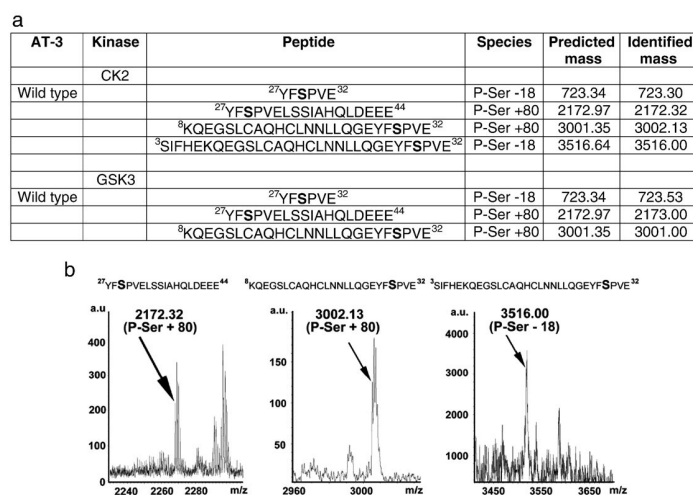 a
AT-3 Kinase Peptide Species Predicted mass Identified mass
CK2
Wild type 27YFSPVE32 P-Ser -18 723.34 723.30
27YFSPVELSSIAHQLDEEE44 P-Ser +80 2172.97 2172.32
8KQEGSLCAQHCLNNLLQGEYFSPVE32 P-Ser +80 3001.35 3002.13
3SIFHEKQEGSLCAQHCLNNLLQGEYFSPVE32 P-Ser -18 3516.64 3516.00
GSK3
Wild type 27YFSPVE32 P-Ser -18 723.34 723.53
27YFSPVELSSIAHQLDEEE44 P-Ser +80 2172.97 2173.00
8KQEGSLCAQHCLNNLLQGEYFSPVE32 P-Ser +80 3001.35 3001.00
b
27YFSPVELSSIAHQLDEEE44 8KQEGSLCAQHCLNNLLQGEYFSPVE32 3SIFHEKQEGSLCAQHCLNNLLQGEYFSPVE32
a.u.
2172.32
(P-Ser + 80)
400
300
200
100
0
2240 2260 2280 m/z
a.u.
3002.13
(P-Ser + 80)
150
100
50
2960 3000 m/z
a.u.
3516.00
(P-Ser - 18)
4000
3000
2000
1000
3450 3550 3650 m/z